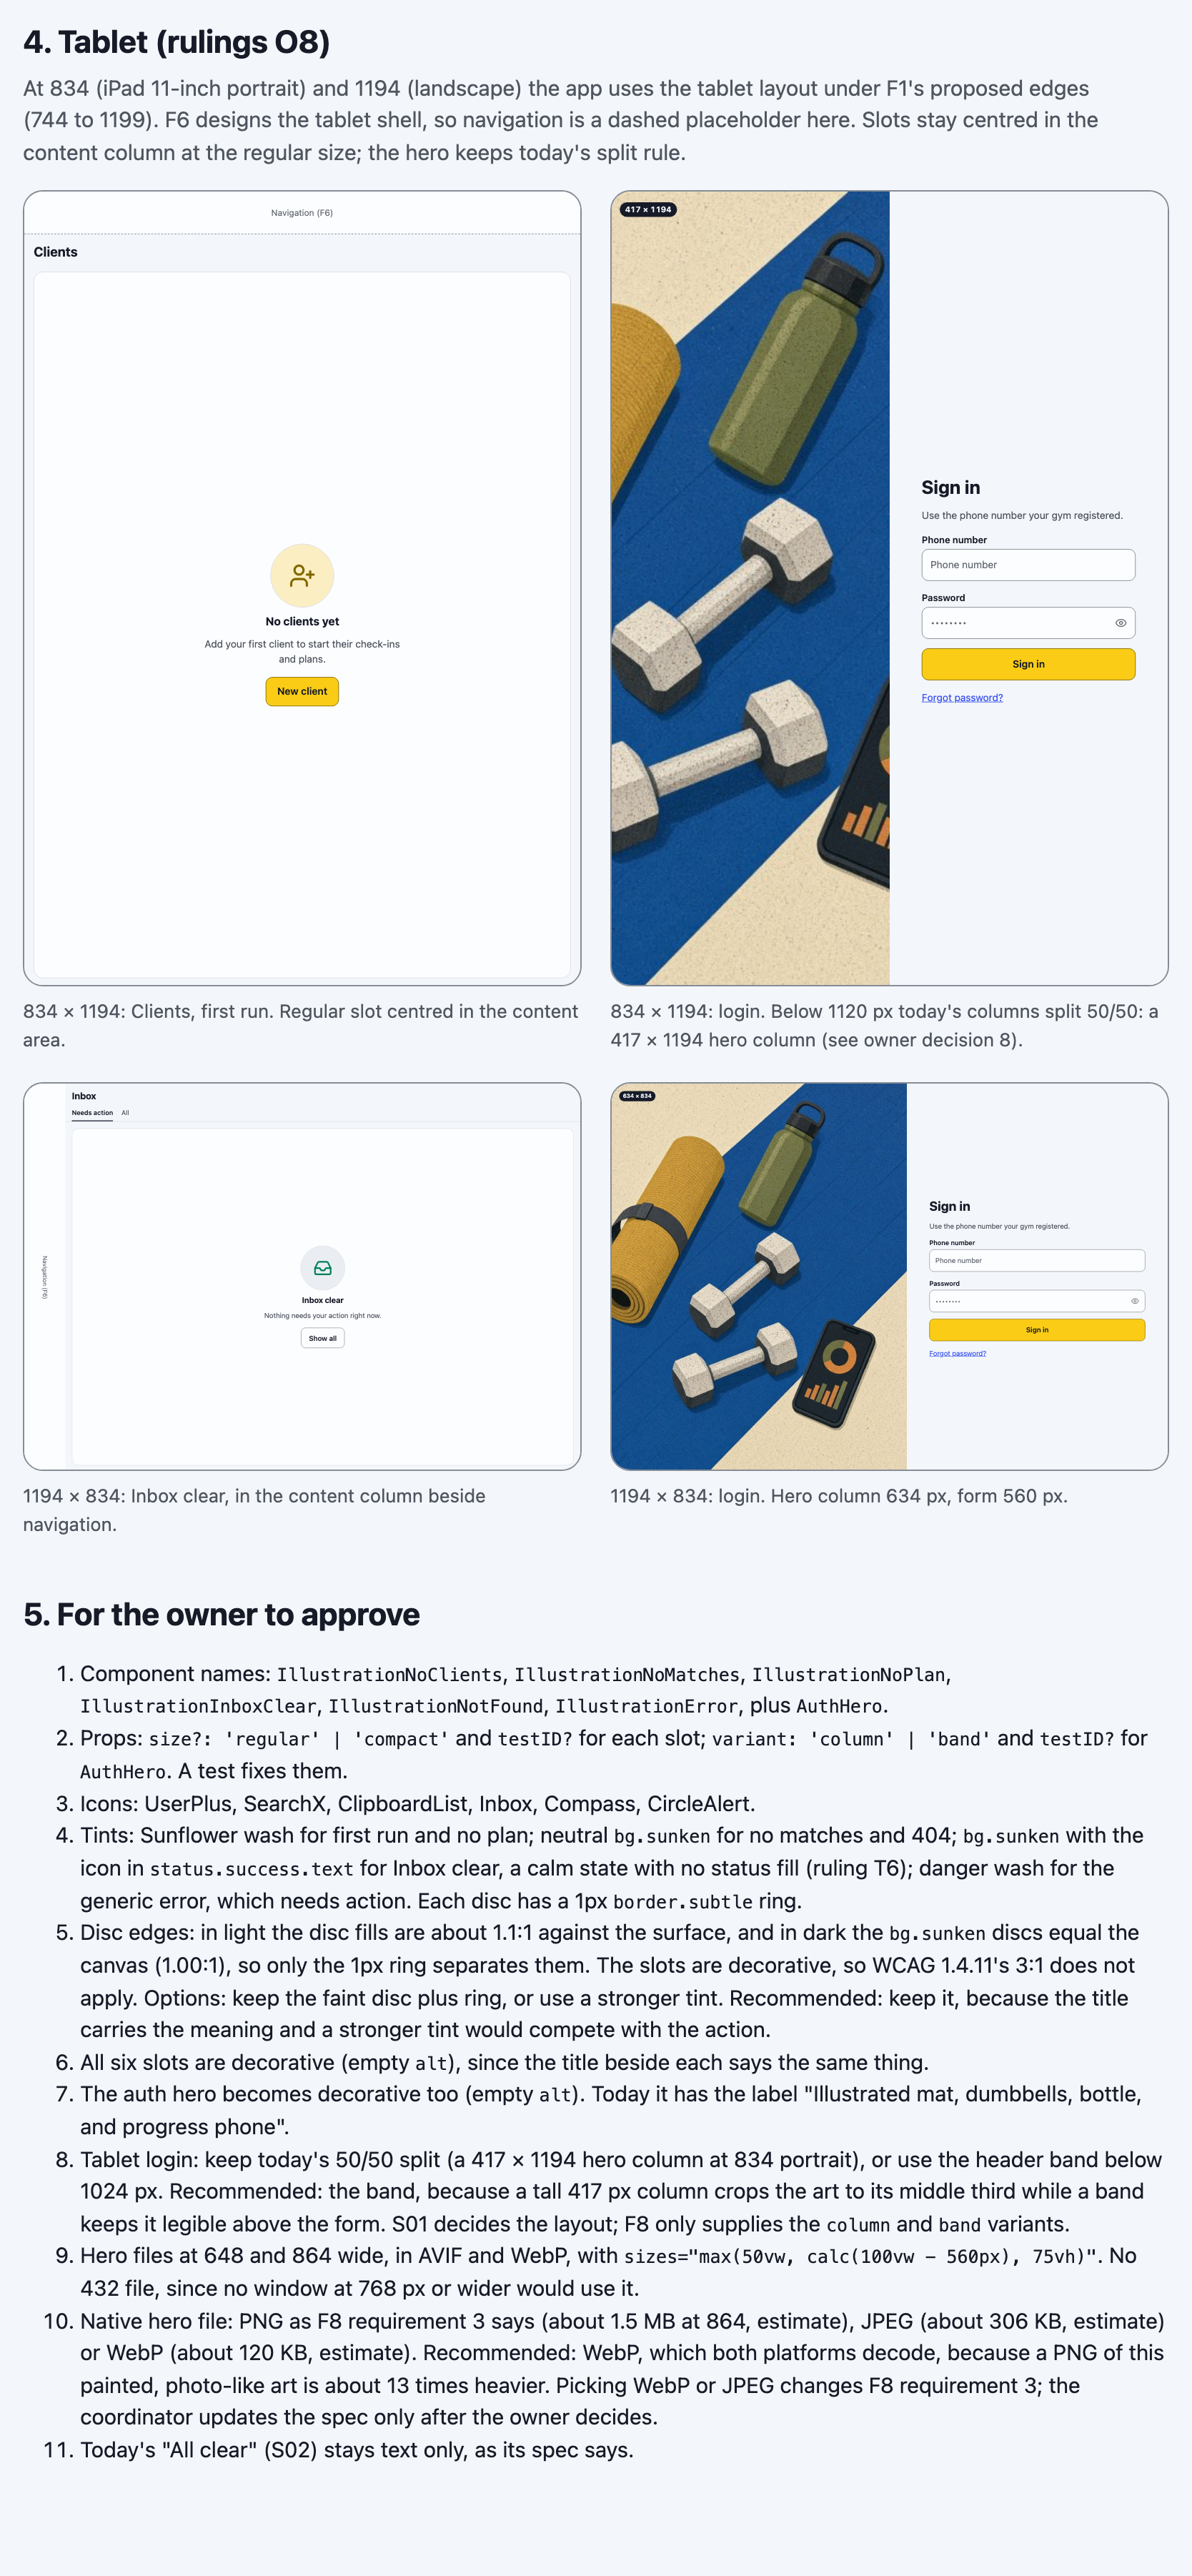 4. Tablet (rulings O8)
At 834 (iPad 11-inch portrait) and 1194 (landscape) the app uses the tablet layout under F1's proposed edges
(744 to 1199). F6 designs the tablet shell, so navigation is a dashed placeholder here. Slots stay centred in the
content column at the regular size; the hero keeps today's split rule.
Navigation (F6)
Clients
No clients yet
Add your first client to start their check-ins
and plans.
New client
417 × 1194
Sign in
Use the phone number your gym registered.
Phone number
Phone number
Password
••••••••
Sign in
Forgot password?
834 × 1194: Clients, first run. Regular slot centred in the content
area.
834 × 1194: login. Below 1120 px today's columns split 50/50: a
417 × 1194 hero column (see owner decision 8).
Navigation (F6)
Inbox
Needs action All
Inbox clear
Nothing needs your action right now.
Show all
634 × 834
Sign in
Use the phone number your gym registered.
Phone number
Phone number
Password
••••••••
Sign in
Forgot password?
1194 × 834: Inbox clear, in the content column beside
navigation.
1194 × 834: login. Hero column 634 px, form 560 px.
5. For the owner to approve
1. Component names: IllustrationNoClients, IllustrationNoMatches, IllustrationNoPlan,
IllustrationInboxClear, IllustrationNotFound, IllustrationError, plus AuthHero.
2. Props: size?: 'regular' | 'compact' and testID? for each slot; variant: 'column' | 'band' and testID? for
AuthHero. A test fixes them.
3. Icons: UserPlus, SearchX, ClipboardList, Inbox, Compass, CircleAlert.
4. Tints: Sunflower wash for first run and no plan; neutral bg.sunken for no matches and 404; bg.sunken with the
icon in status.success.text for Inbox clear, a calm state with no status fill (ruling T6); danger wash for the
generic error, which needs action. Each disc has a 1px border.subtle ring.
5. Disc edges: in light the disc fills are about 1.1:1 against the surface, and in dark the bg.sunken discs equal the
canvas (1.00:1), so only the 1px ring separates them. The slots are decorative, so WCAG 1.4.11's 3:1 does not
apply. Options: keep the faint disc plus ring, or use a stronger tint. Recommended: keep it, because the title
carries the meaning and a stronger tint would compete with the action.
6. All six slots are decorative (empty alt), since the title beside each says the same thing.
7. The auth hero becomes decorative too (empty alt). Today it has the label "Illustrated mat, dumbbells, bottle,
and progress phone".
8. Tablet login: keep today's 50/50 split (a 417 × 1194 hero column at 834 portrait), or use the header band below
1024 px. Recommended: the band, because a tall 417 px column crops the art to its middle third while a band
keeps it legible above the form. S01 decides the layout; F8 only supplies the column and band variants.
9. Hero files at 648 and 864 wide, in AVIF and WebP, with sizes="max(50vw, calc(100vw − 560px), 75vh)". No
432 file, since no window at 768 px or wider would use it.
10. Native hero file: PNG as F8 requirement 3 says (about 1.5 MB at 864, estimate), JPEG (about 306 KB, estimate)
or WebP (about 120 KB, estimate). Recommended: WebP, which both platforms decode, because a PNG of this
painted, photo-like art is about 13 times heavier. Picking WebP or JPEG changes F8 requirement 3; the
coordinator updates the spec only after the owner decides.
11. Today's "All clear" (S02) stays text only, as its spec says.